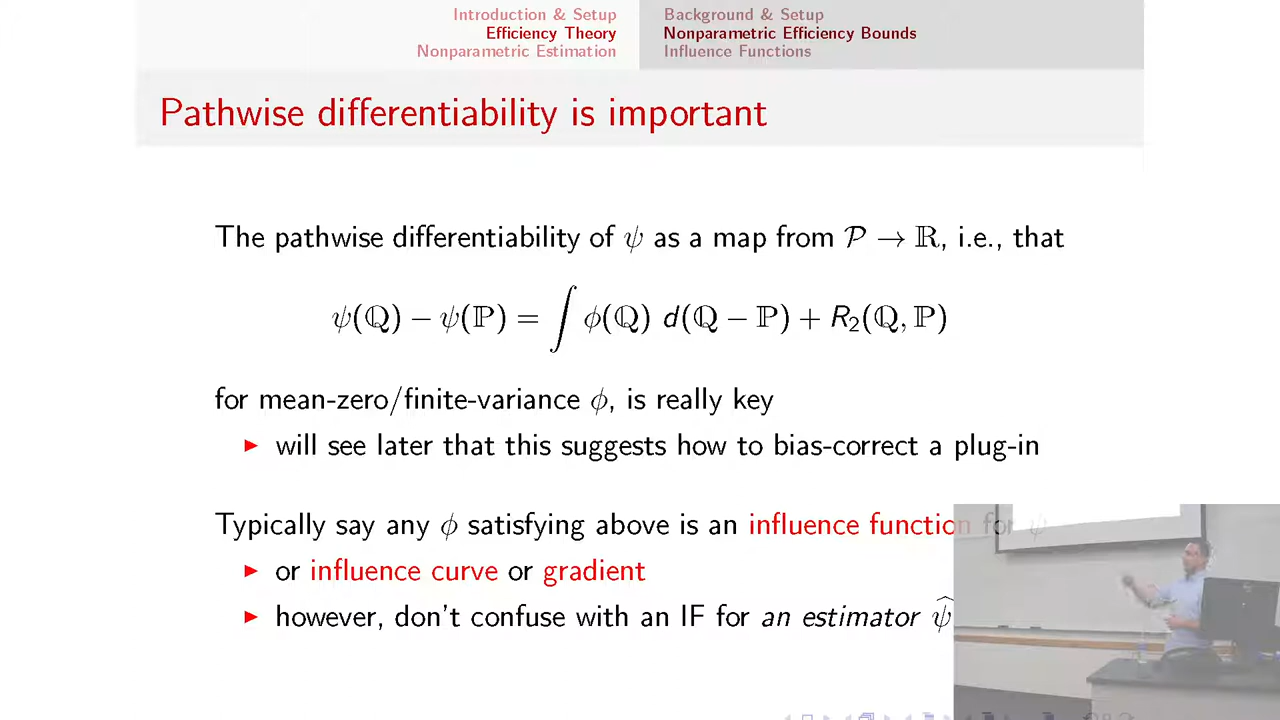 Introduction & Setup
Efficiency Theory
Nonparametric Estimation
Background & Setup
Nonparametric Efficiency Bounds
Influence Functions
Pathwise differentiability is important
The pathwise differentiability of ψ as a map from 𝒫 → ℝ, i.e., that
ψ(ℚ) − ψ(ℙ) = ∫ ϕ(ℚ) d(ℚ − ℙ) + R₂(ℚ, ℙ)
for mean-zero/finite-variance ϕ, is really key
▶ will see later that this suggests how to bias-correct a plug-in
Typically say any ϕ satisfying above is an influence function for ψ
▶ or influence curve or gradient
▶ however, don't confuse with an IF for an estimator ψ̂